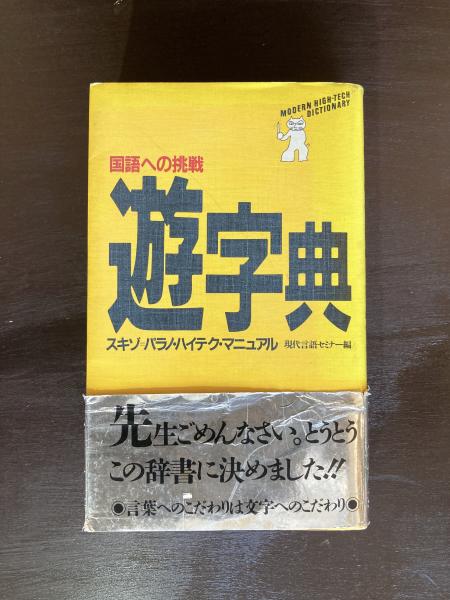 MODERN HIGH-TECH
DICTIONARY
国語への挑戦
遊字典
スキゾ=パラノ・ハイテク・マニュアル 現代言語セミナー編
先生ごめんなさい。とうとう
この辞書に決めました!!
●言葉へのこだわりは文字へのこだわり●